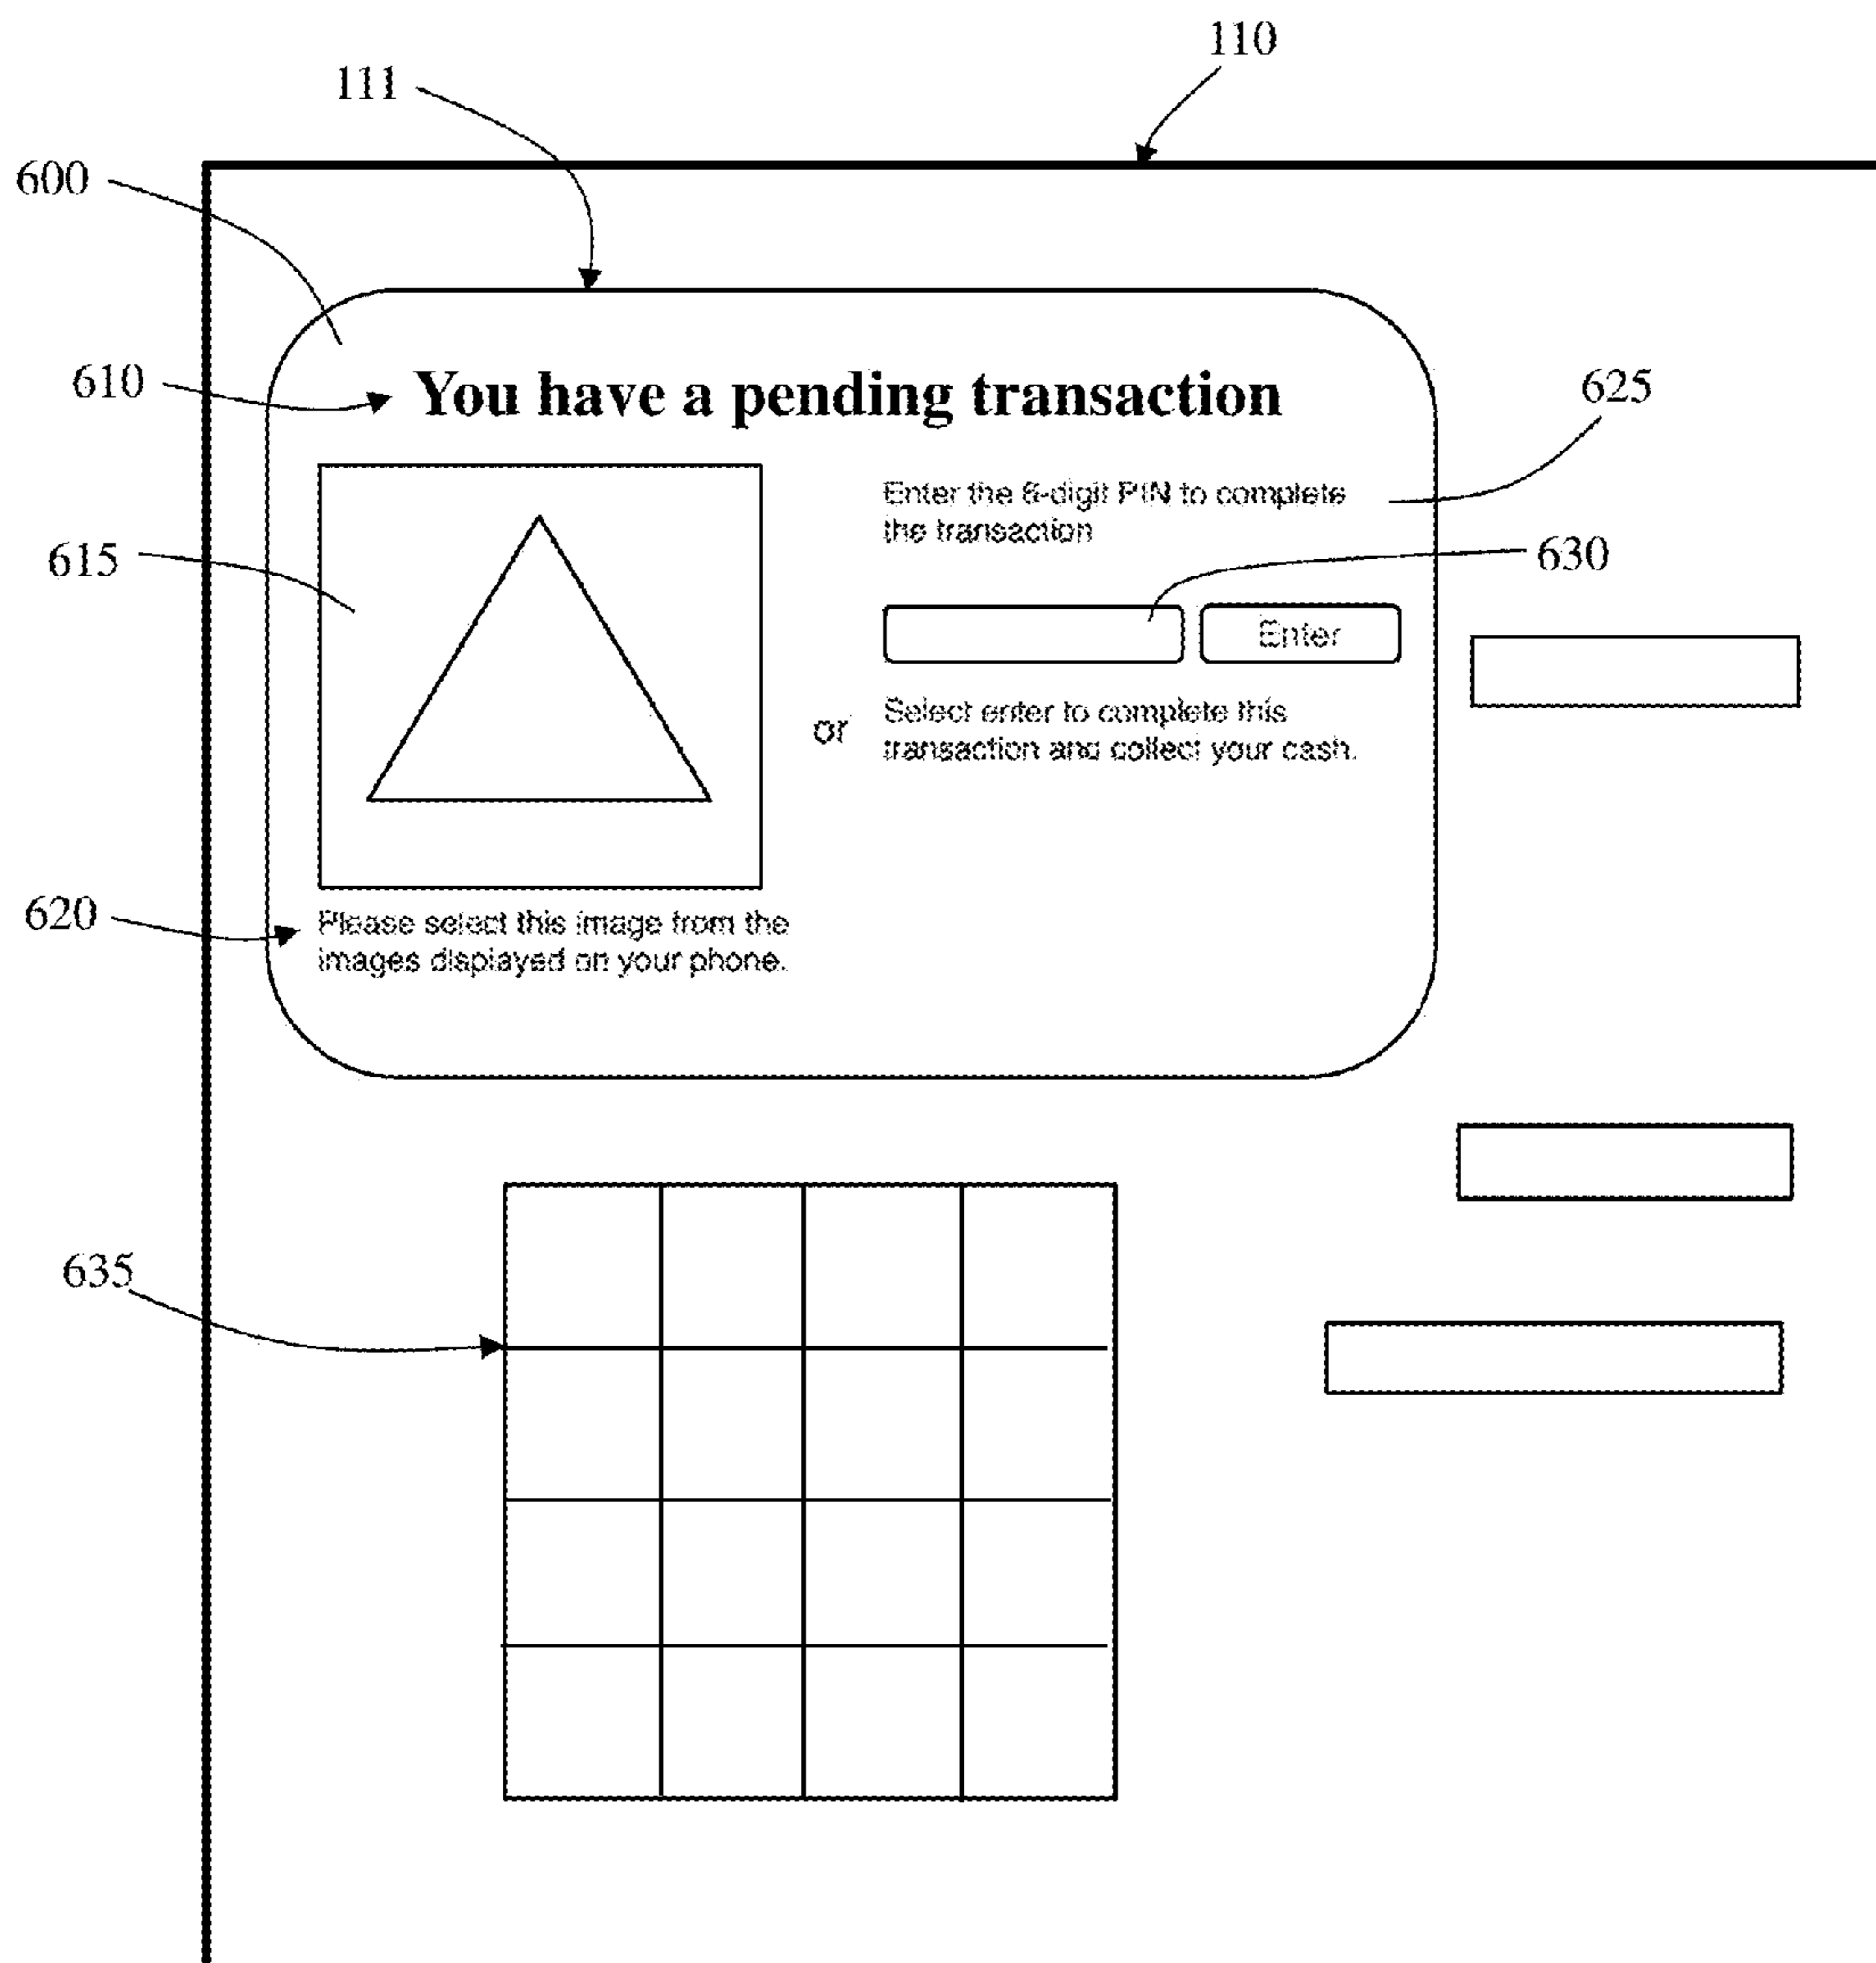 110
111
600
610
You have a pending transaction
625
Enter the 6-digit PIN to complete
the transaction
615
630
Enter
or
Select enter to complete this
transaction and collect your cash.
620
Please select this image from the
images displayed on your phone.
635